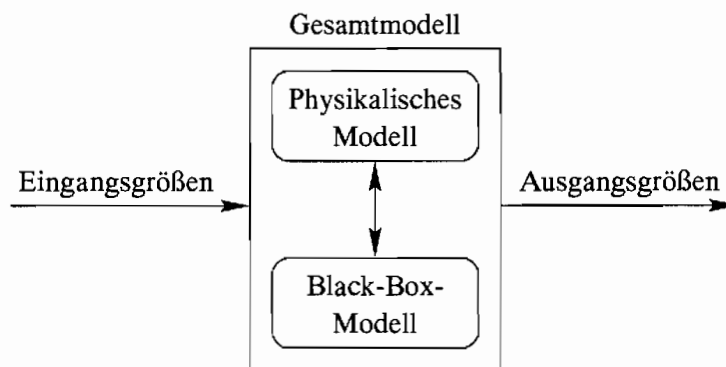 Gesamtmodell
Physikalisches
Modell
Eingangsgrößen
Ausgangsgrößen
Black-Box-
Modell